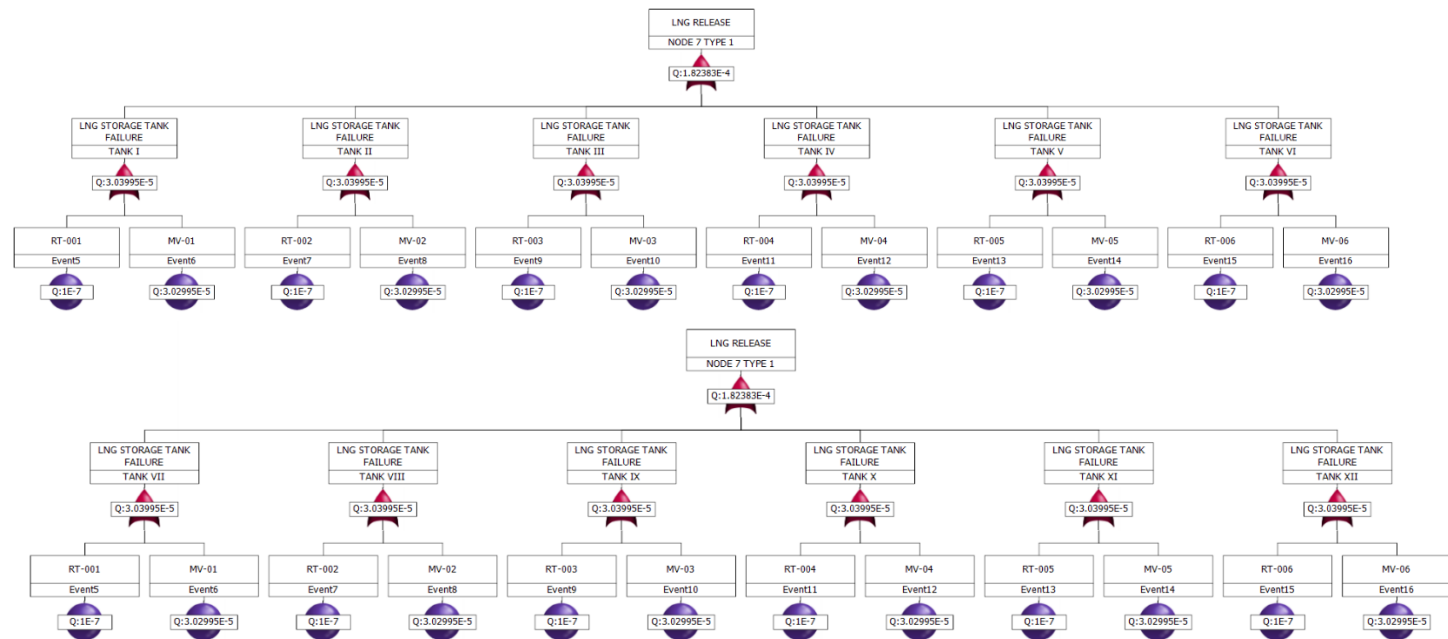 LNG RELEASE
NODE 7 TYPE 1
Q:1.82383E-4
LNG STORAGE TANK
FAILURE
TANK I
Q:3.03995E-5
LNG STORAGE TANK
FAILURE
TANK II
Q:3.03995E-5
LNG STORAGE TANK
FAILURE
TANK III
Q:3.03995E-5
LNG STORAGE TANK
FAILURE
TANK IV
Q:3.03995E-5
LNG STORAGE TANK
FAILURE
TANK V
Q:3.03995E-5
LNG STORAGE TANK
FAILURE
TANK VI
Q:3.03995E-5
RT-001
Event5
Q:1E-7
MV-01
Event6
Q:3.02995E-5
RT-002
Event7
Q:1E-7
MV-02
Event8
Q:3.02995E-5
RT-003
Event9
Q:1E-7
MV-03
Event10
Q:3.02995E-5
RT-004
Event11
Q:1E-7
MV-04
Event12
Q:3.02995E-5
RT-005
Event13
Q:1E-7
MV-05
Event14
Q:3.02995E-5
RT-006
Event15
Q:1E-7
MV-06
Event16
Q:3.02995E-5
LNG RELEASE
NODE 7 TYPE 1
Q:1.82383E-4
LNG STORAGE TANK
FAILURE
TANK VII
Q:3.03995E-5
LNG STORAGE TANK
FAILURE
TANK VIII
Q:3.03995E-5
LNG STORAGE TANK
FAILURE
TANK IX
Q:3.03995E-5
LNG STORAGE TANK
FAILURE
TANK X
Q:3.03995E-5
LNG STORAGE TANK
FAILURE
TANK XI
Q:3.03995E-5
LNG STORAGE TANK
FAILURE
TANK XII
Q:3.03995E-5
RT-001
Event5
Q:1E-7
MV-01
Event6
Q:3.02995E-5
RT-002
Event7
Q:1E-7
MV-02
Event8
Q:3.02995E-5
RT-003
Event9
Q:1E-7
MV-03
Event10
Q:3.02995E-5
RT-004
Event11
Q:1E-7
MV-04
Event12
Q:3.02995E-5
RT-005
Event13
Q:1E-7
MV-05
Event14
Q:3.02995E-5
RT-006
Event15
Q:1E-7
MV-06
Event16
Q:3.02995E-5